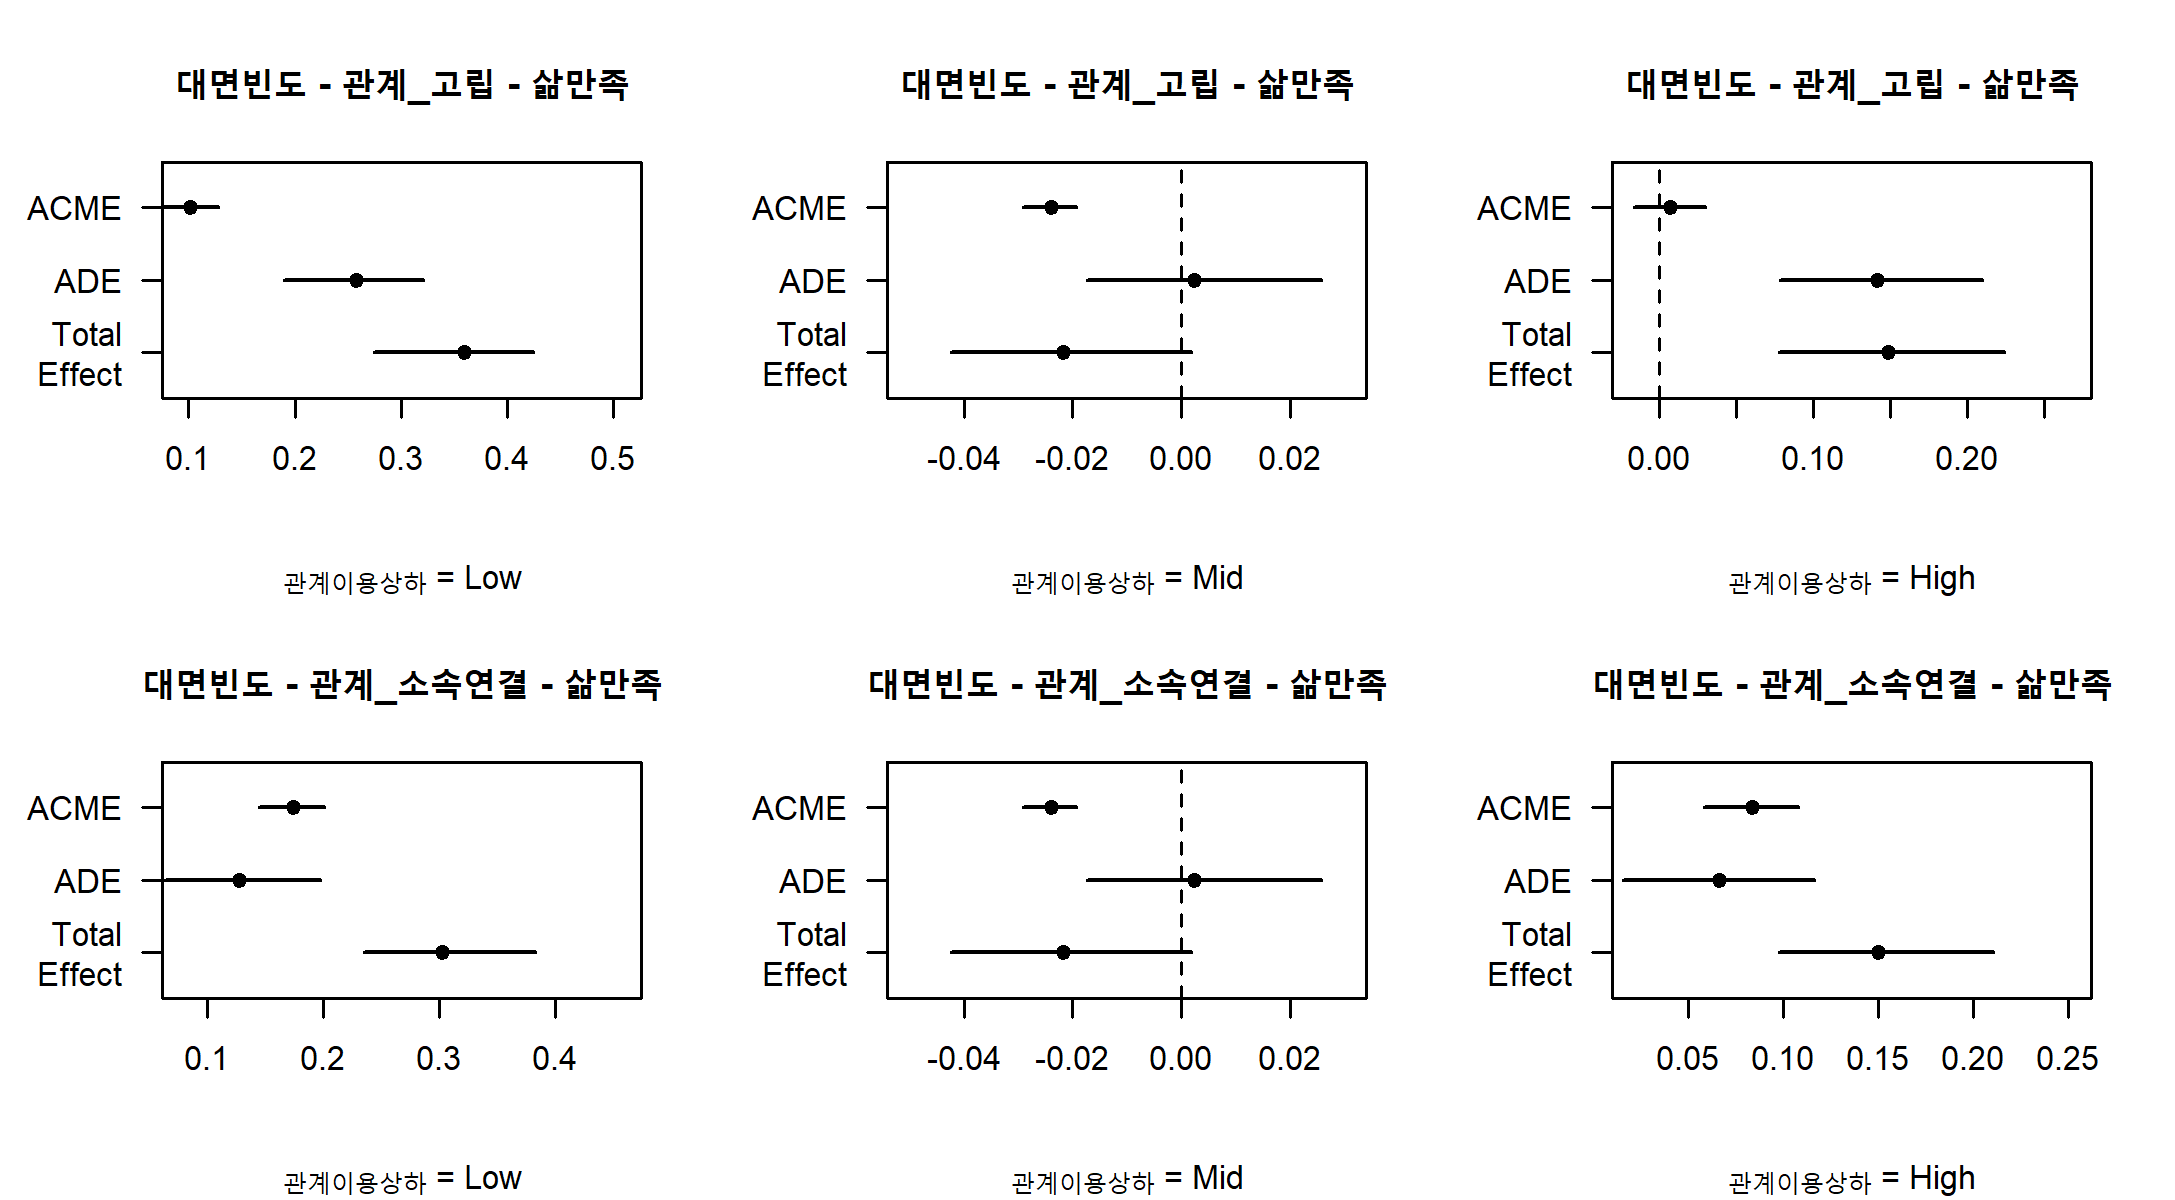 대면빈도 - 관계_고립 - 삶만족
ACME
ADE
Total
Effect
0.1 0.2 0.3 0.4 0.5
관계이용상하 = Low
대면빈도 - 관계_고립 - 삶만족
ACME
ADE
Total
Effect
-0.04 -0.02 0.00 0.02
관계이용상하 = Mid
대면빈도 - 관계_고립 - 삶만족
ACME
ADE
Total
Effect
0.00 0.10 0.20
관계이용상하 = High
대면빈도 - 관계_소속연결 - 삶만족
ACME
ADE
Total
Effect
0.1 0.2 0.3 0.4
관계이용상하 = Low
대면빈도 - 관계_소속연결 - 삶만족
ACME
ADE
Total
Effect
-0.04 -0.02 0.00 0.02
관계이용상하 = Mid
대면빈도 - 관계_소속연결 - 삶만족
ACME
ADE
Total
Effect
0.05 0.10 0.15 0.20 0.25
관계이용상하 = High